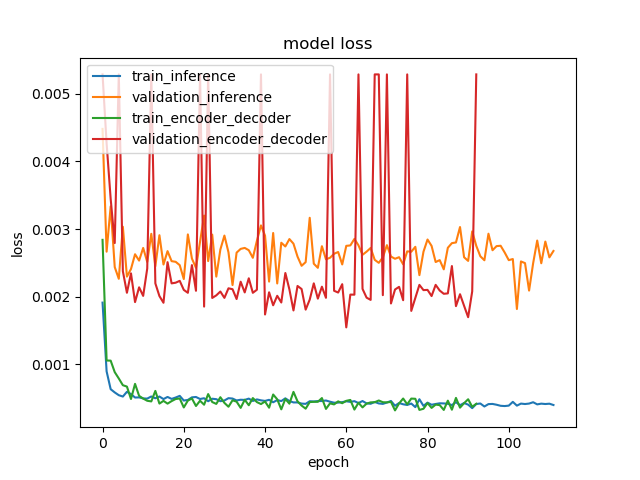 model loss
train_inference
validation_inference
train_encoder_decoder
validation_encoder_decoder
0.005
0.004
0.003
0.002
0.001
loss
0 20 40 60 80 100
epoch